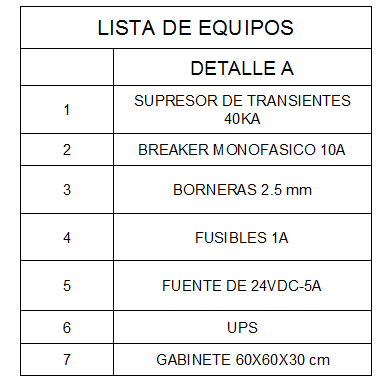 LISTA DE EQUIPOS
DETALLE A
1 SUPRESOR DE TRANSIENTES
40KA
2 BREAKER MONOFASICO 10A
3 BORNERAS 2.5 mm
4 FUSIBLES 1A
5 FUENTE DE 24VDC-5A
6 UPS
7 GABINETE 60X60X30 cm